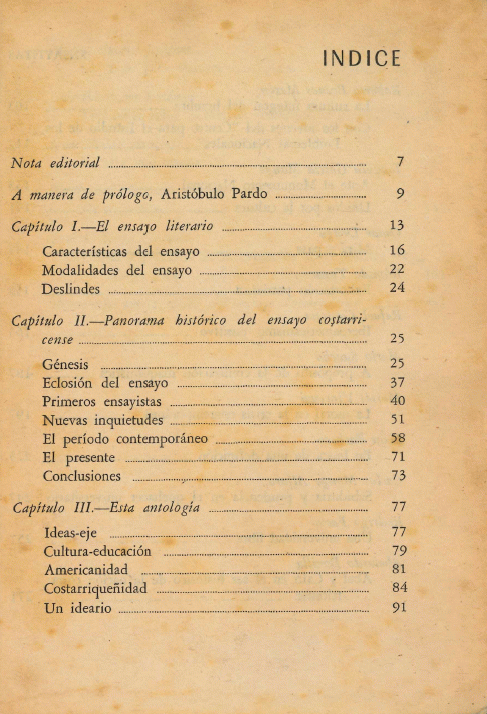 INDICE
Nota editorial 7
A manera de prólogo, Aristóbulo Pardo 9
Capítulo I.—El ensayo literario 13
Características del ensayo 16
Modalidades del ensayo 22
Deslindes 24
Capítulo II.—Panorama histórico del ensayo costarri-
cense 25
Génesis 25
Eclosión del ensayo 37
Primeros ensayistas 40
Nuevas inquietudes 51
El período contemporáneo 58
El presente 71
Conclusiones 73
Capítulo III.—Esta antología 77
Ideas-eje 77
Cultura-educación 79
Americanidad 81
Costarriqueñidad 84
Un ideario 91